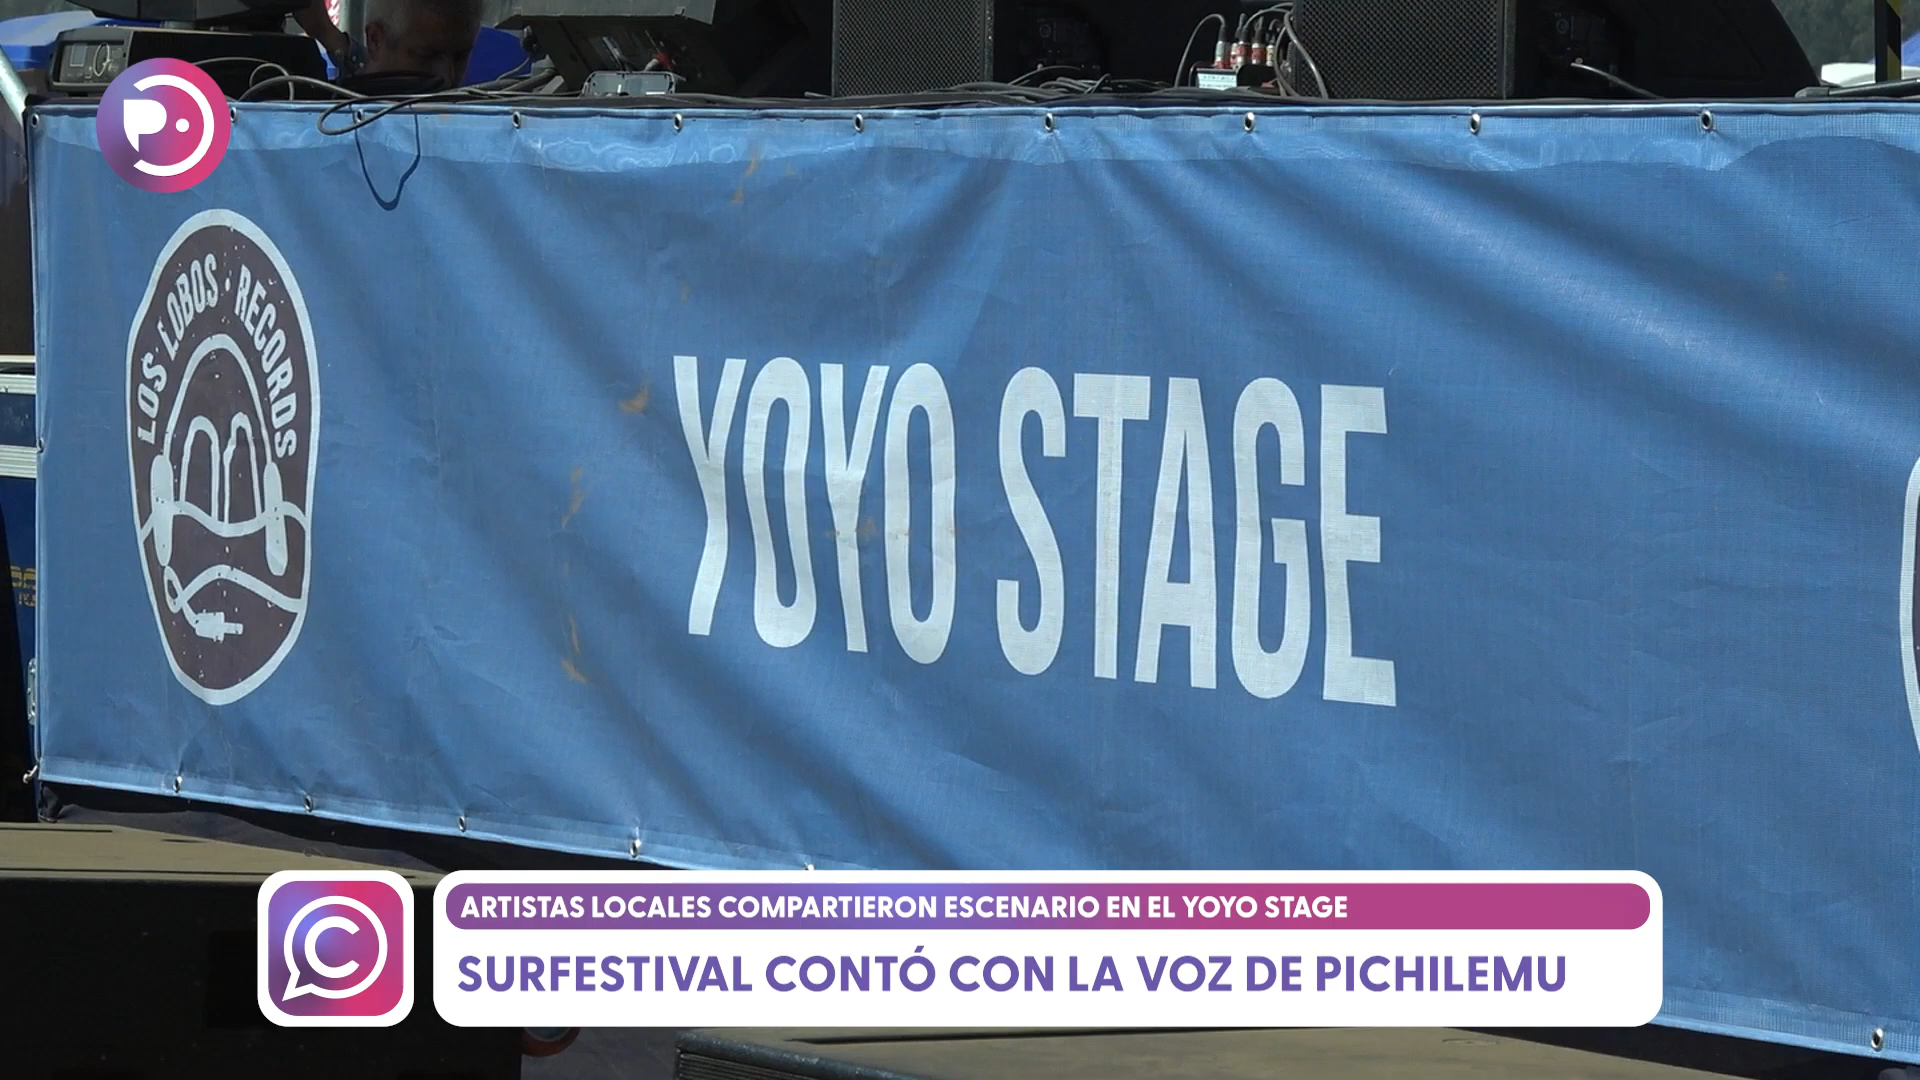 LOS LOBOS · RECORDS
YOYO STAGE
ARTISTAS LOCALES COMPARTIERON ESCENARIO EN EL YOYO STAGE
SURFESTIVAL CONTÓ CON LA VOZ DE PICHILEMU